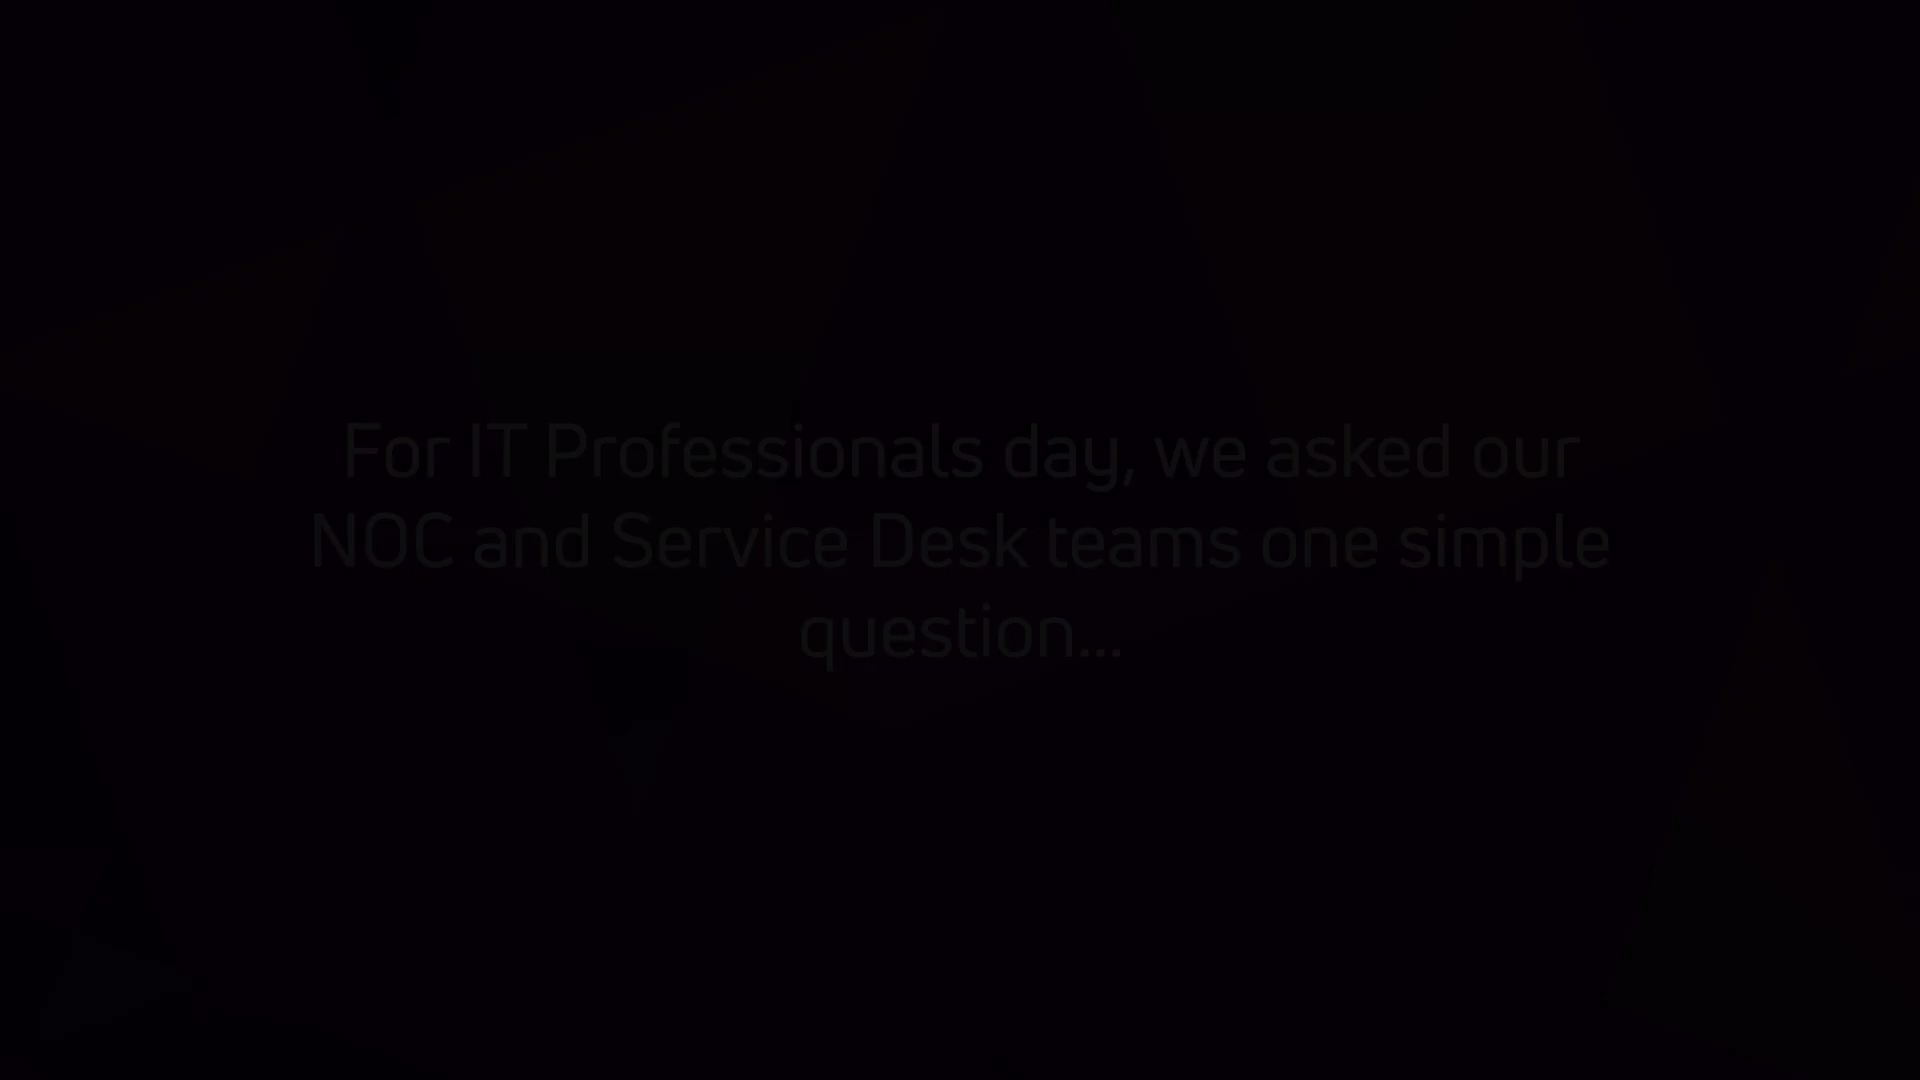 For IT Professionals day, we asked our
NOC and Service Desk teams one simple
question...